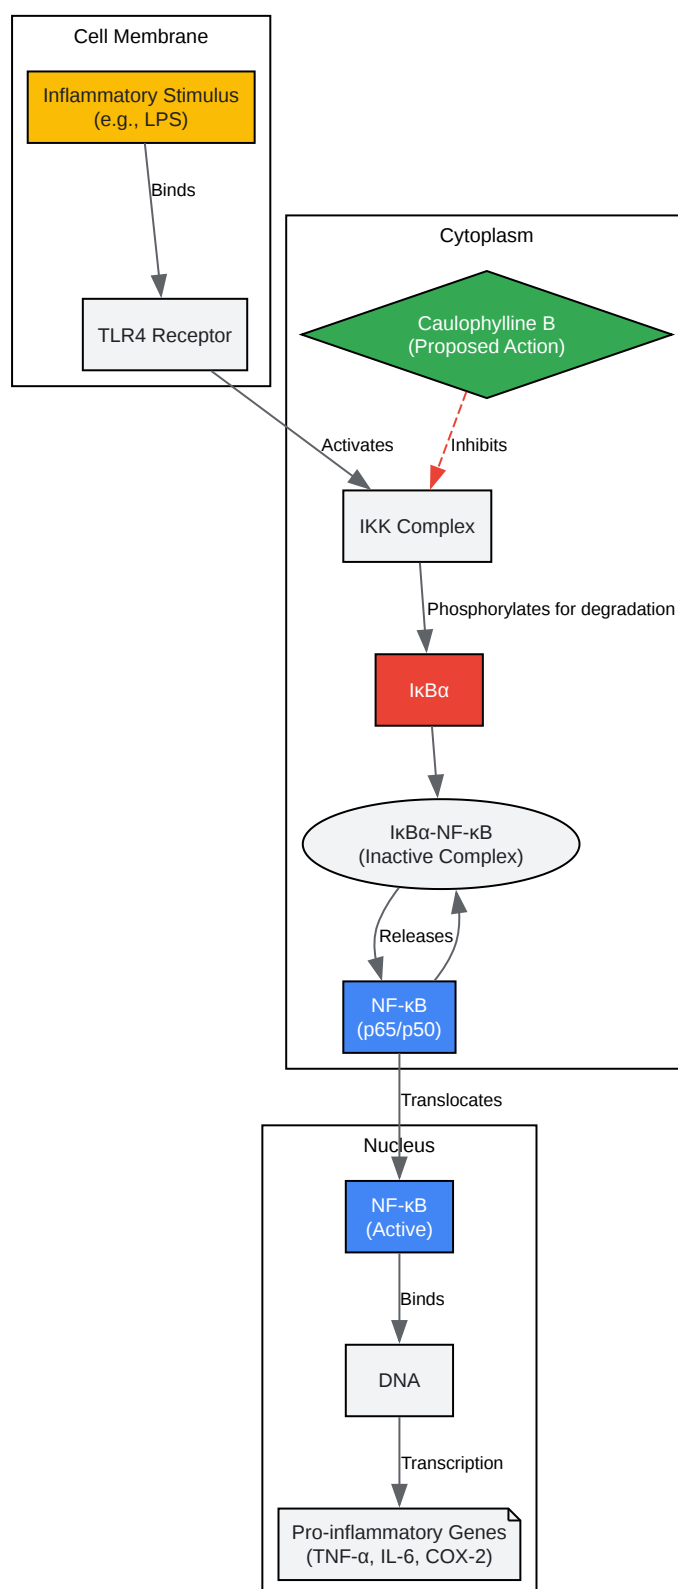 Cell Membrane
Inflammatory Stimulus
(e.g., LPS)
Binds
TLR4 Receptor
Cytoplasm
Caulophylline B
(Proposed Action)
Activates
Inhibits
IKK Complex
Phosphorylates for degradation
IκBα
IκBα-NF-κB
(Inactive Complex)
Releases
NF-κB
(p65/p50)
Translocates
Nucleus
NF-κB
(Active)
Binds
DNA
Transcription
Pro-inflammatory Genes
(TNF-α, IL-6, COX-2)